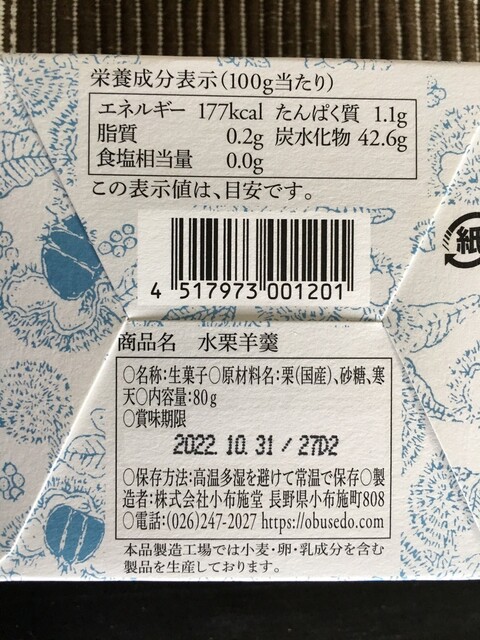 栄養成分表示(100g当たり)
エネルギー 177kcal たんぱく質 1.1g
脂質 0.2g 炭水化物 42.6g
食塩相当量 0.0g
この表示値は、目安です。
紙
4 517973 001201
商品名 水栗羊羹
○名称:生菓子○原材料名:栗(国産)、砂糖、寒
天○内容量:80g
○賞味期限
2022.10.31 / 27D2
○保存方法:高温多湿を避けて常温で保存○製
造者:株式会社小布施堂 長野県小布施町808
○電話:(026)247-2027 https://obusedo.com
本品製造工場では小麦・卵・乳成分を含む
製品を生産しております。